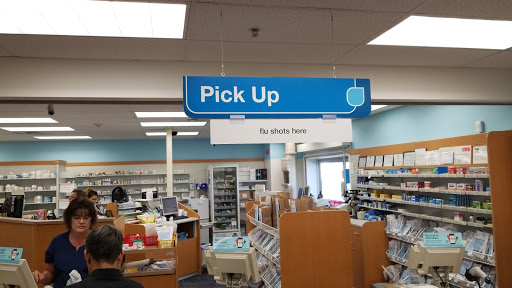 Pick Up
flu shots here